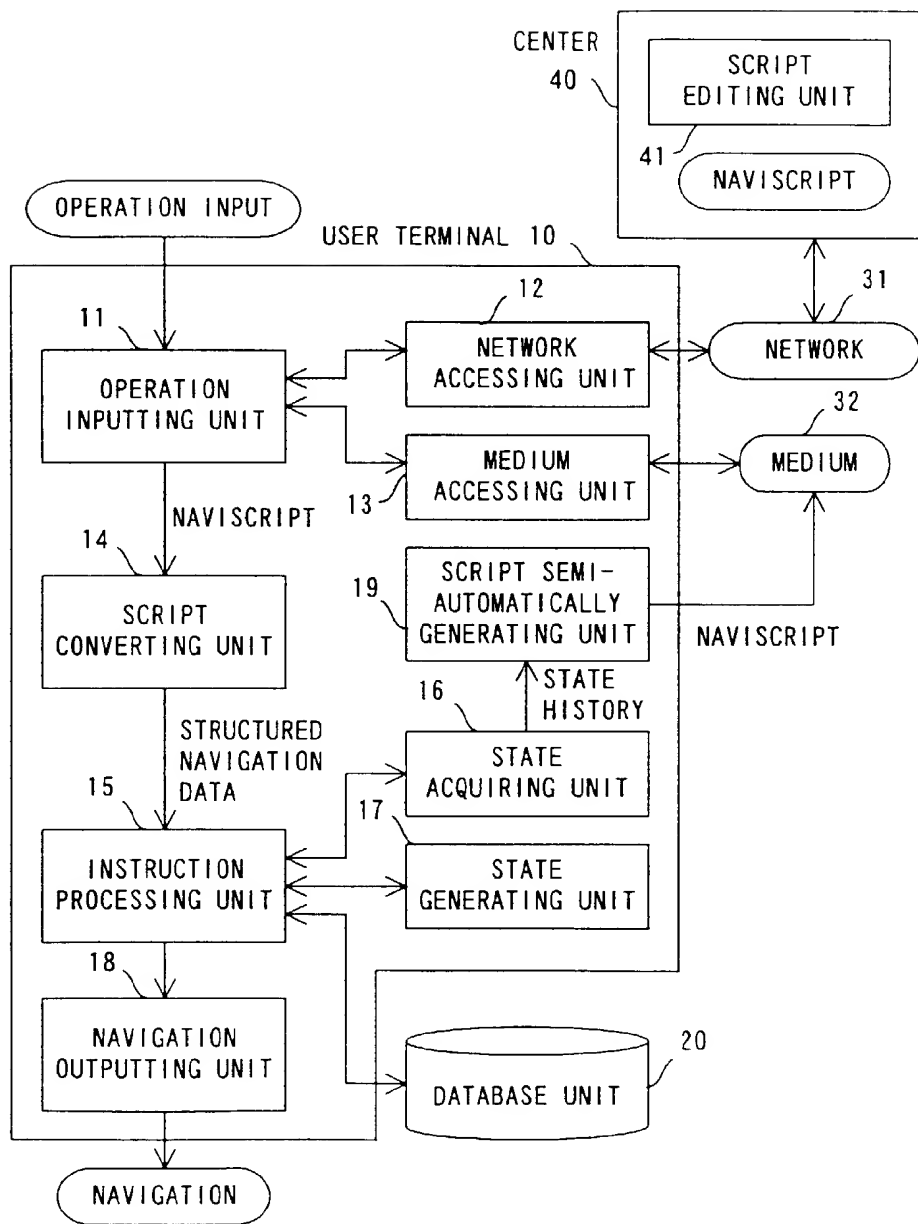 CENTER
40
SCRIPT
EDITING UNIT
41
NAVISCRIPT
OPERATION INPUT
USER TERMINAL 10
11
OPERATION
INPUTTING UNIT
12
NETWORK
ACCESSING UNIT
31
NETWORK
MEDIUM
ACCESSING UNIT
13
32
MEDIUM
NAVISCRIPT
14
SCRIPT
CONVERTING UNIT
19
SCRIPT SEMI-
AUTOMATICALLY
GENERATING UNIT
NAVISCRIPT
STATE
HISTORY
STRUCTURED
NAVIGATION
DATA
16
STATE
ACQUIRING UNIT
15
INSTRUCTION
PROCESSING UNIT
17
STATE
GENERATING UNIT
18
NAVIGATION
OUTPUTTING UNIT
20
DATABASE UNIT
NAVIGATION